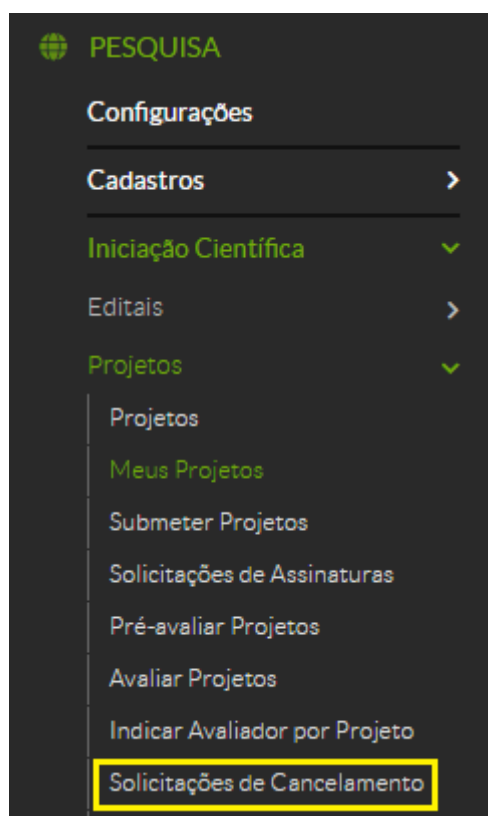 PESQUISA
Configurações
Cadastros
Iniciação Científica
Editais
Projetos
Projetos
Meus Projetos
Submeter Projetos
Solicitações de Assinaturas
Pré-avaliar Projetos
Avaliar Projetos
Indicar Avaliador por Projeto
Solicitações de Cancelamento